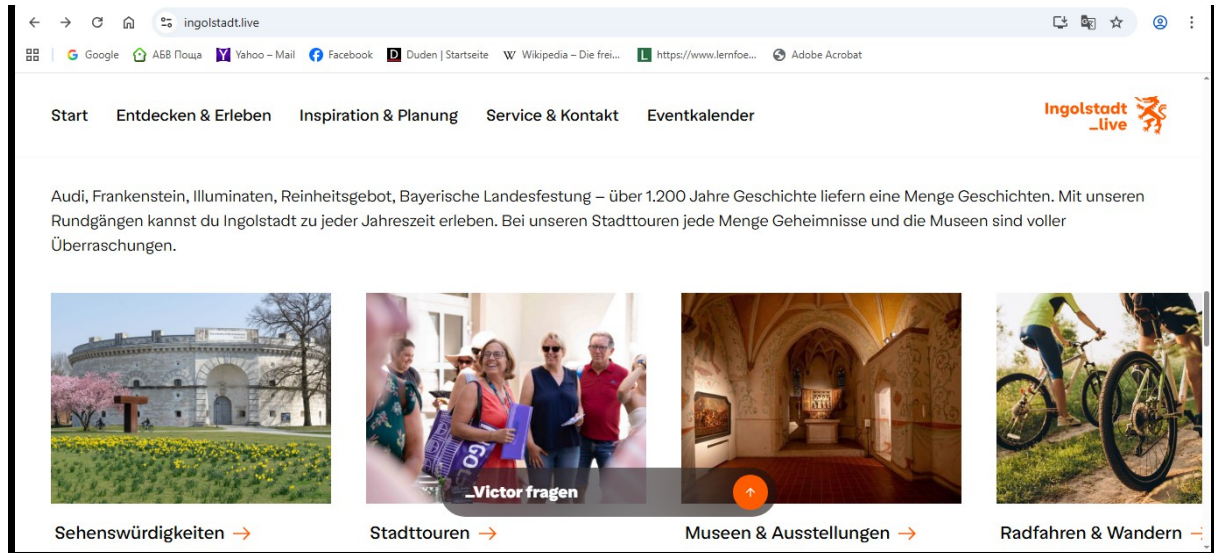 ingolstadt.live
Google АБВ Поща Yahoo – Mail Facebook Duden | Startseite Wikipedia – Die frei... https://www.lernfoe... Adobe Acrobat
Start Entdecken & Erleben Inspiration & Planung Service & Kontakt Eventkalender
Ingolstadt
_live
Audi, Frankenstein, Illuminaten, Reinheitsgebot, Bayerische Landesfestung – über 1.200 Jahre Geschichte liefern eine Menge Geschichten. Mit unseren
Rundgängen kannst du Ingolstadt zu jeder Jahreszeit erleben. Bei unseren Stadttouren jede Menge Geheimnisse und die Museen sind voller
Überraschungen.
_Victor fragen
Sehenswürdigkeiten → Stadttouren → Museen & Ausstellungen → Radfahren & Wandern →